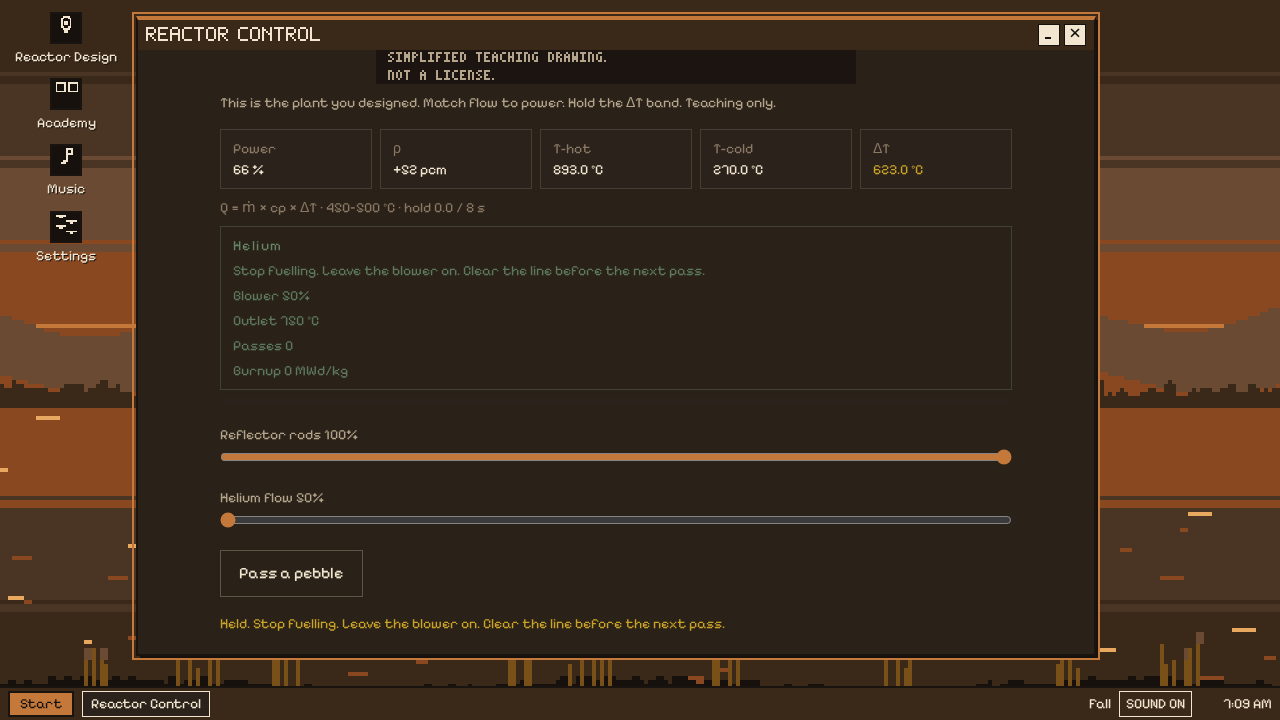 REACTOR CONTROL
Reactor Design
Academy
Music
Settings
SIMPLIFIED TEACHING DRAWING.
NOT A LICENSE.
This is the plant you designed. Match flow to power. Hold the ΔT band. Teaching only.
Power
66 %
ρ
+52 pcm
T-hot
893.0 °C
T-cold
270.0 °C
ΔT
623.0 °C
Q = ṁ × cp × ΔT · 450-500 °C · hold 0.0 / 8 s
Helium
Stop fuelling. Leave the blower on. Clear the line before the next pass.
Blower 50%
Outlet 750 °C
Passes 0
Burnup 0 MWd/kg
Reflector rods 100%
Helium flow 50%
Pass a pebble
Held. Stop fuelling. Leave the blower on. Clear the line before the next pass.
Start
Reactor Control
Fall
SOUND ON
7:09 AM